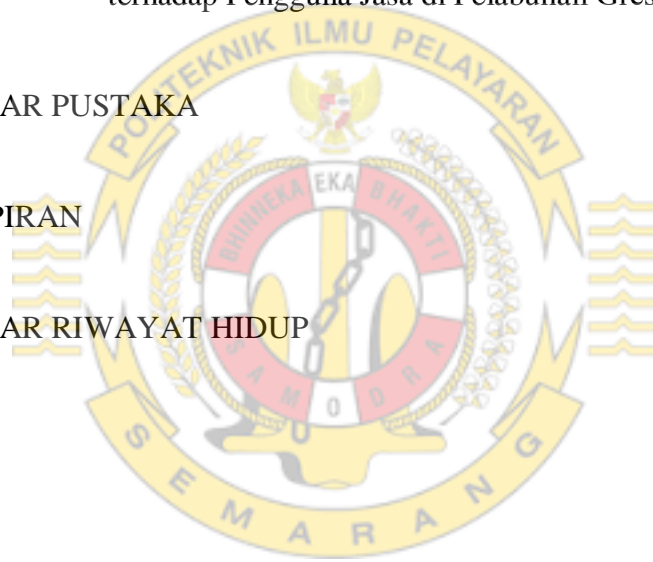 terhadap Pengguna Jasa di Pelabuhan Gres
AR PUSTAKA
PIRAN
AR RIWAYAT HIDUP
POLITEKNIK ILMU PELAYARAN
BHINNEKA EKA BHAKTI
SAMODRA
SEMARANG